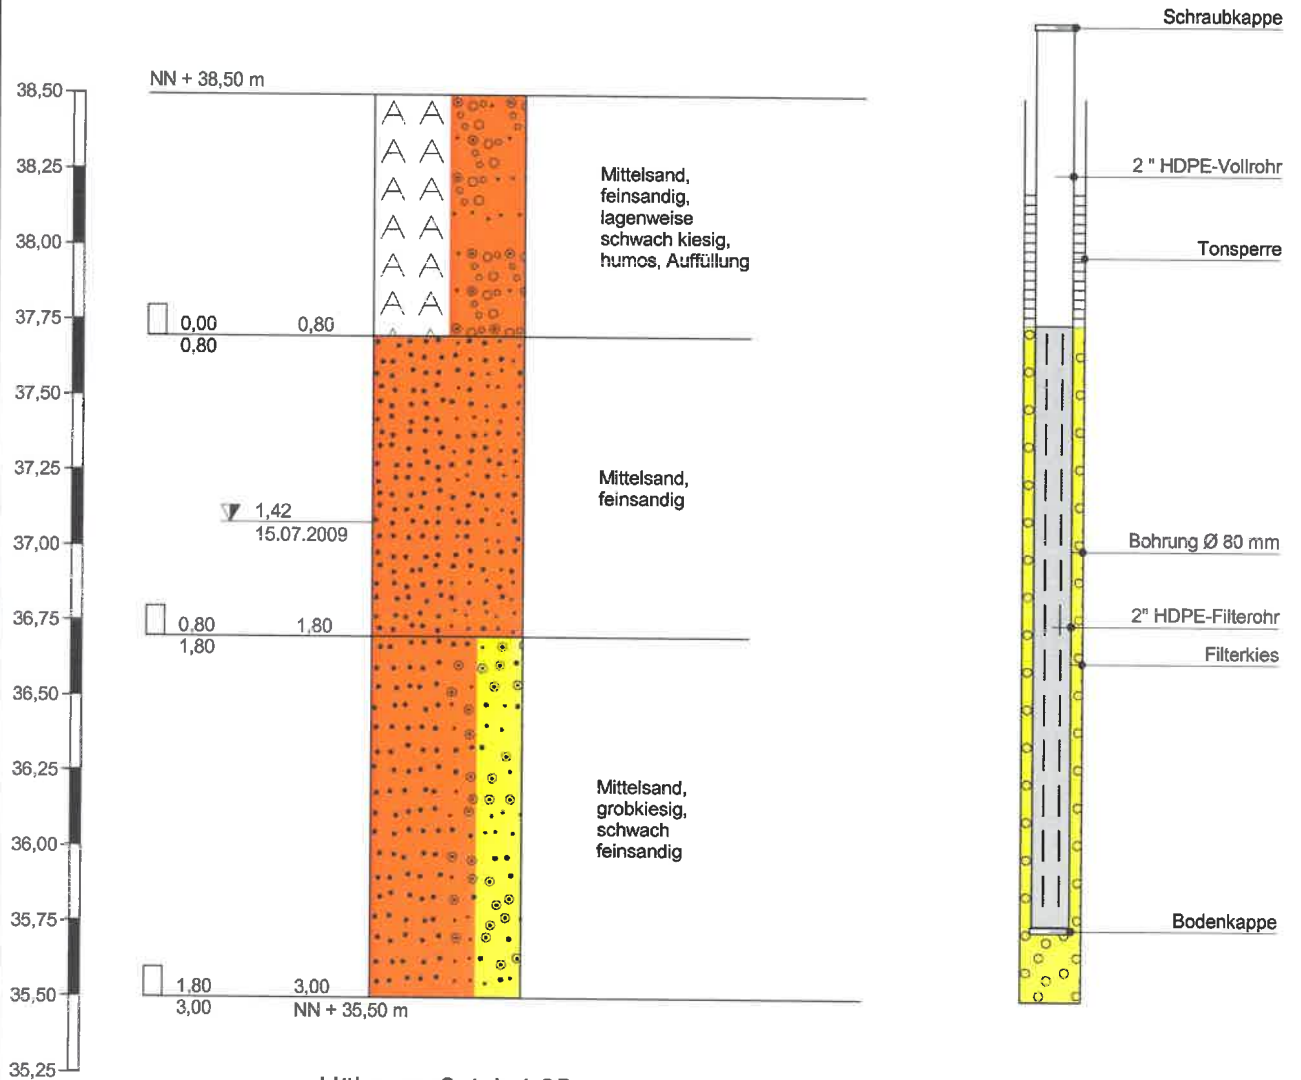 Schraubkappe
NN + 38,50 m
38,50
38,25
38,00
37,75
37,50
37,25
37,00
36,75
36,50
36,25
36,00
35,75
35,50
35,25
A A
A A
A A
A A
A A
A A
Mittelsand,
feinsandig,
lagenweise
schwach kiesig,
humos, Auffüllung
0,00 0,80
0,80
Mittelsand,
feinsandig
1,42
15.07.2009
0,80 1,80
1,80
Mittelsand,
grobkiesig,
schwach
feinsandig
1,80 3,00
3,00 NN + 35,50 m
2 " HDPE-Vollrohr
Tonsperre
Bohrung Ø 80 mm
2" HDPE-Filterohr
Filterkies
Bodenkappe